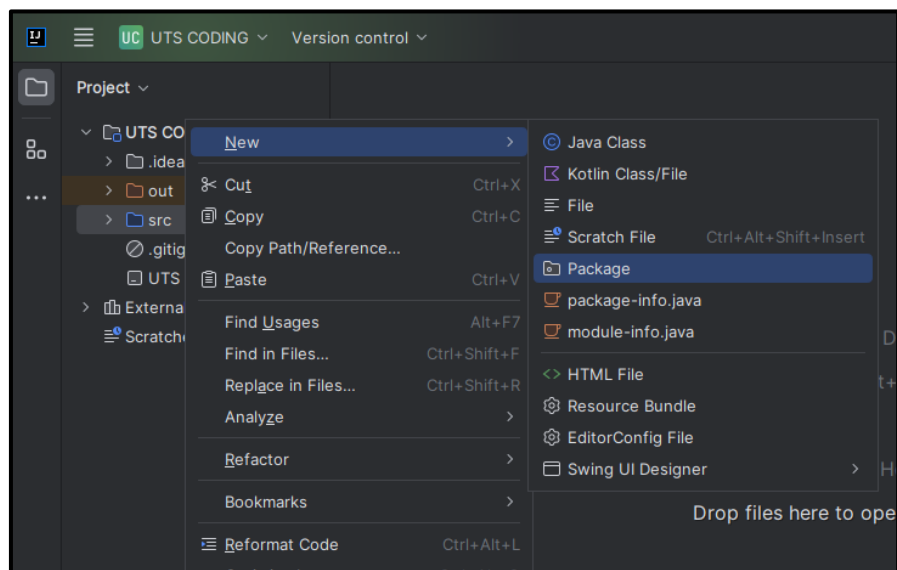 IJ
UC UTS CODING Version control
Project
UTS CO
.idea
out
src
.gitig
UTS
Externa
Scratch
New
Cut Ctrl+X
Copy Ctrl+C
Copy Path/Reference...
Paste Ctrl+V
Find Usages Alt+F7
Find in Files... Ctrl+Shift+F
Replace in Files... Ctrl+Shift+R
Analyze
Refactor
Bookmarks
Reformat Code Ctrl+Alt+L
Java Class
Kotlin Class/File
File
Scratch File Ctrl+Alt+Shift+Insert
Package
package-info.java
module-info.java
HTML File
Resource Bundle
EditorConfig File
Swing UI Designer
Drop files here to ope